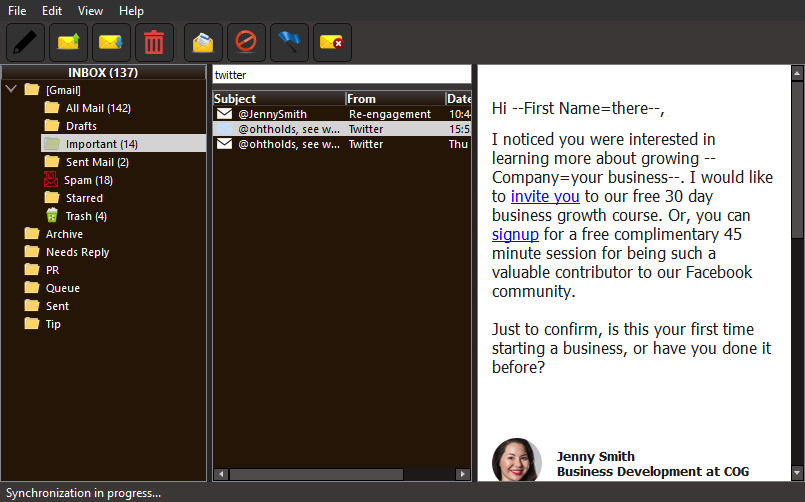 File Edit View Help
INBOX (137)
[Gmail]
All Mail (142)
Drafts
Important (14)
Sent Mail (2)
Spam (18)
Starred
Trash (4)
Archive
Needs Reply
PR
Queue
Sent
Tip
twitter
Subject From Date
@JennySmith Re-engagement 10:4
@ohtholds, see w... Twitter 15:5
@ohtholds, see w... Twitter Thu
Hi --First Name=there--,
I noticed you were interested in
learning more about growing --
Company=your business--. I would like
to invite you to our free 30 day
business growth course. Or, you can
signup for a free complimentary 45
minute session for being such a
valuable contributor to our Facebook
community.
Just to confirm, is this your first time
starting a business, or have you done it
before?
Jenny Smith
Business Development at COG
Synchronization in progress...